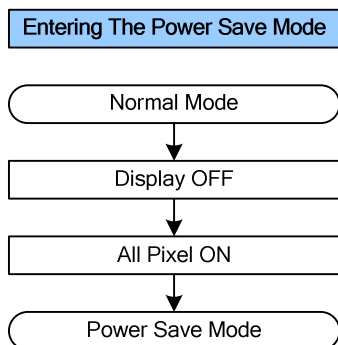 Entering The Power Save Mode
Normal Mode
Display OFF
All Pixel ON
Power Save Mode